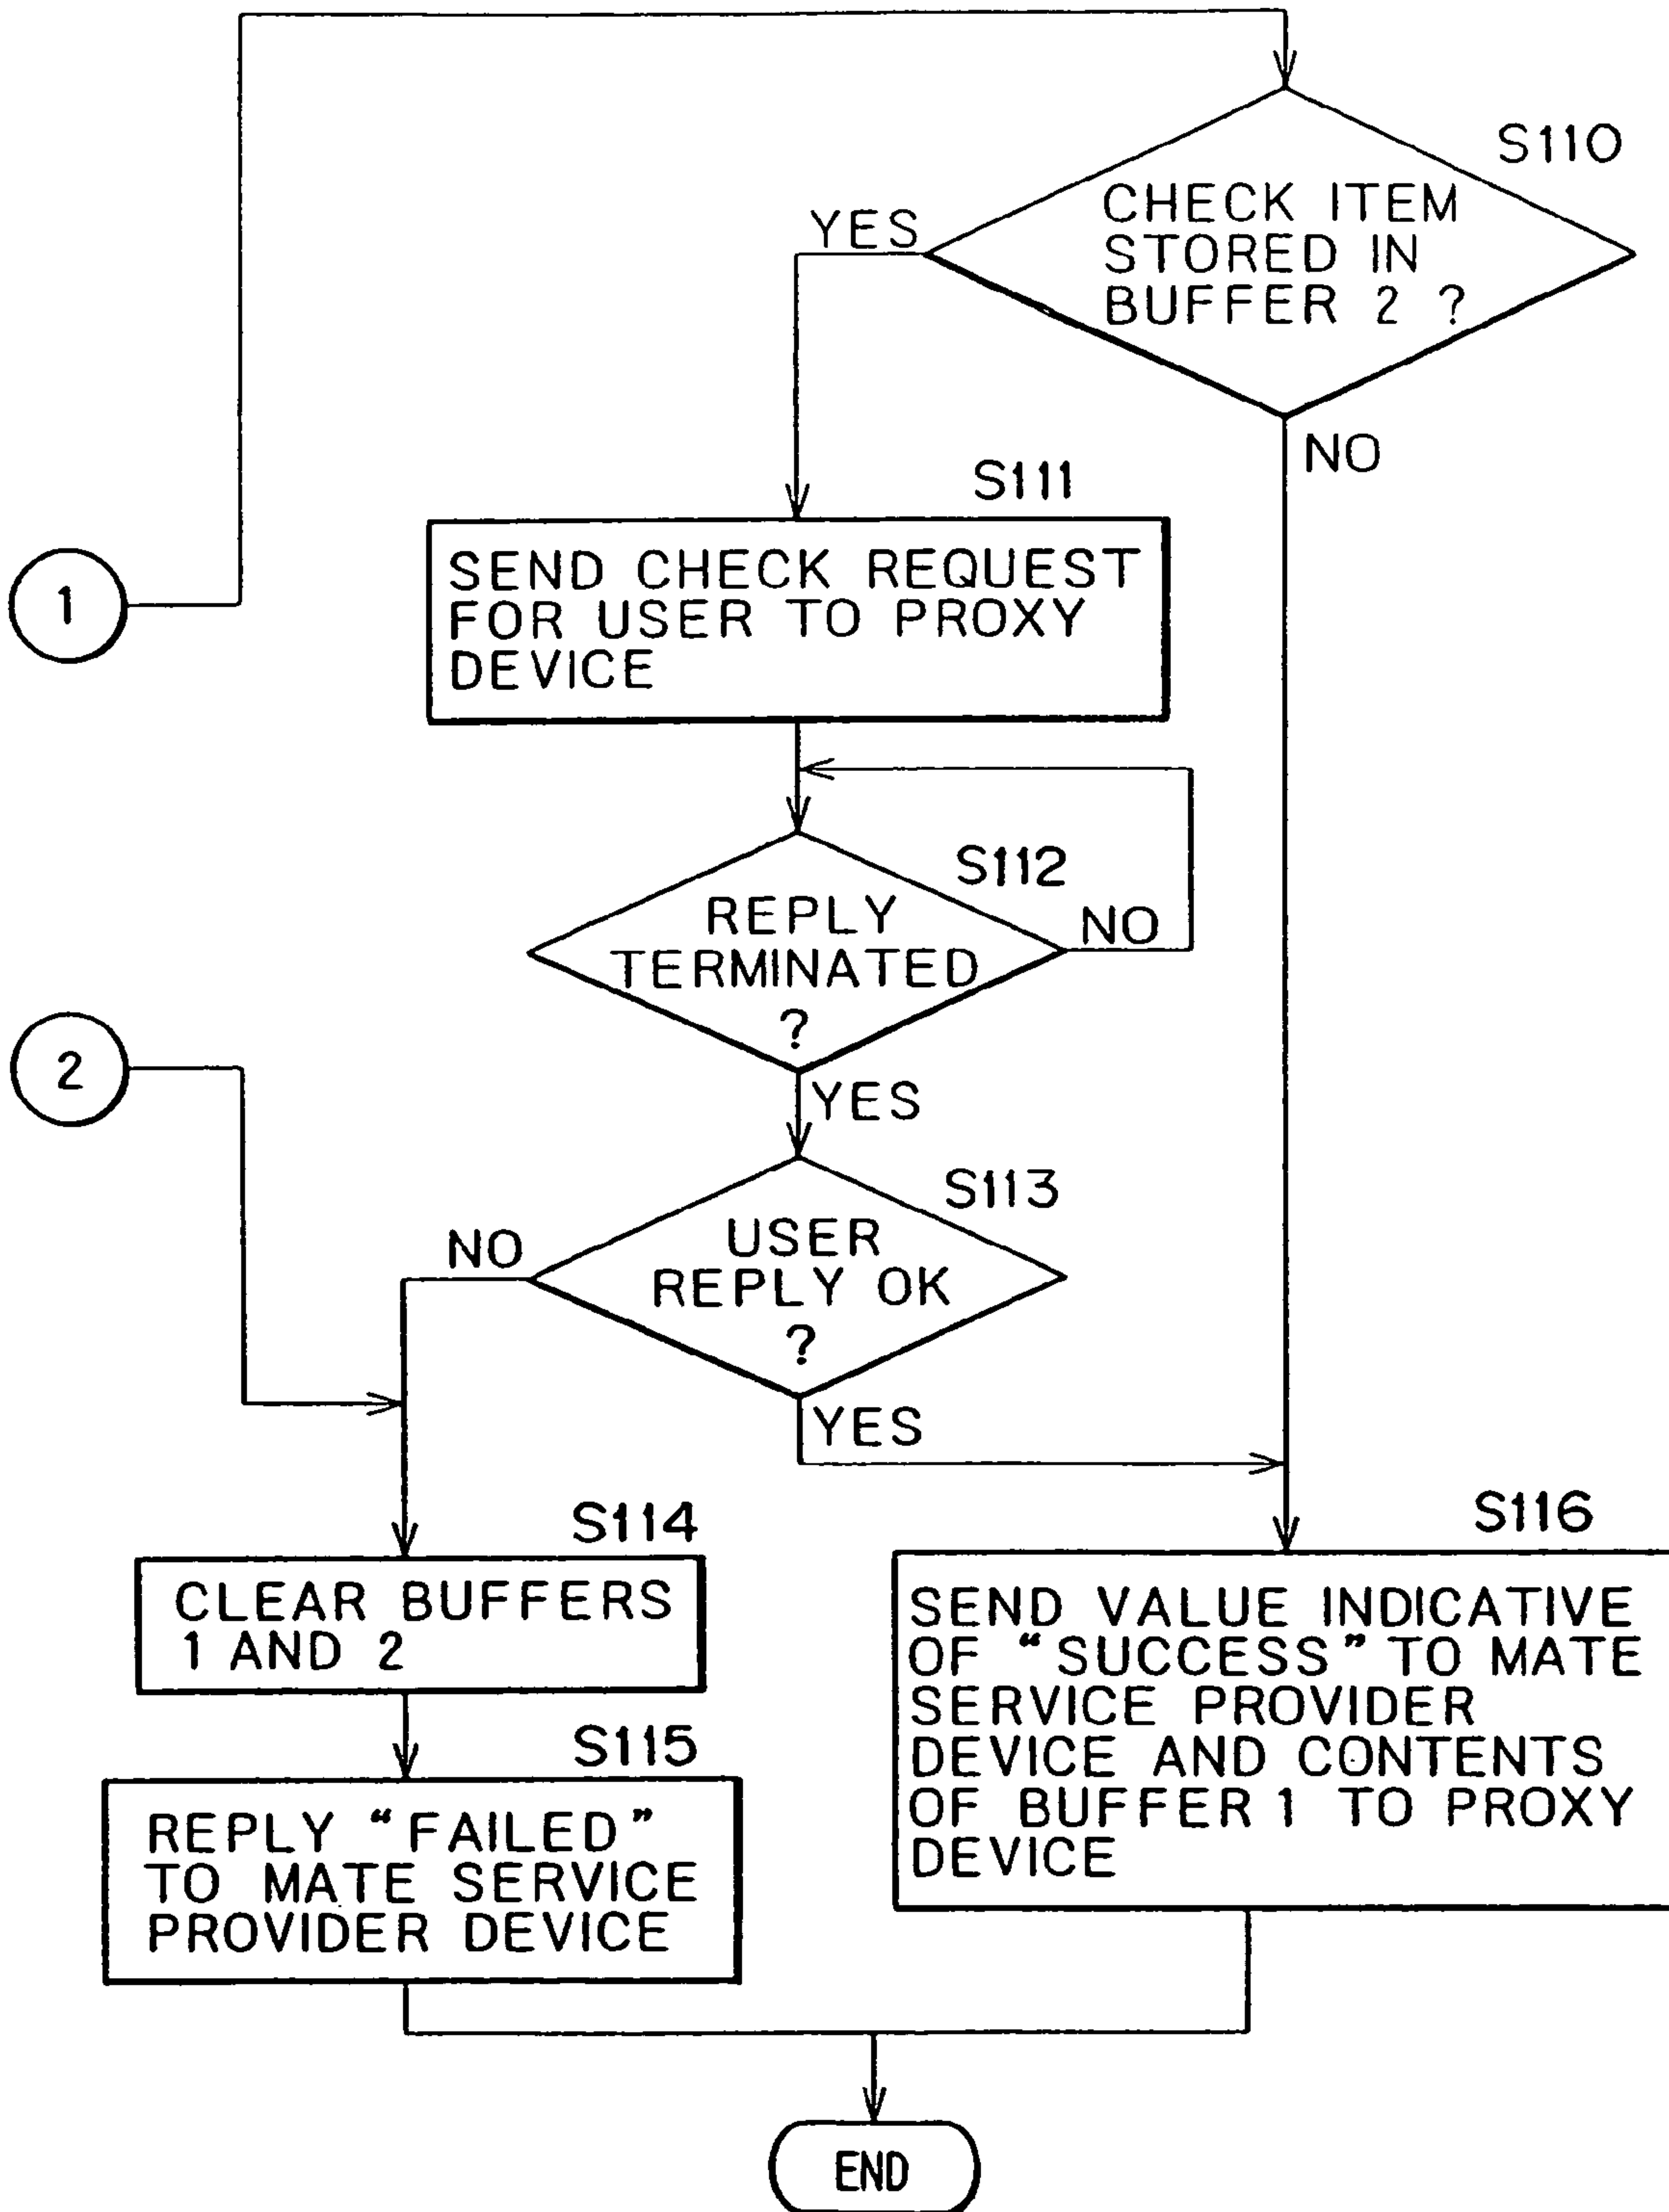 S110
CHECK ITEM
STORED IN
BUFFER 2 ?
YES
NO
S111
1
SEND CHECK REQUEST
FOR USER TO PROXY
DEVICE
S112
REPLY
TERMINATED
?
NO
2
YES
S113
USER
REPLY OK
?
NO
YES
S114
CLEAR BUFFERS
1 AND 2
S116
SEND VALUE INDICATIVE
OF “SUCCESS” TO MATE
SERVICE PROVIDER
DEVICE AND CONTENTS
OF BUFFER 1 TO PROXY
DEVICE
S115
REPLY “FAILED”
TO MATE SERVICE
PROVIDER DEVICE
END